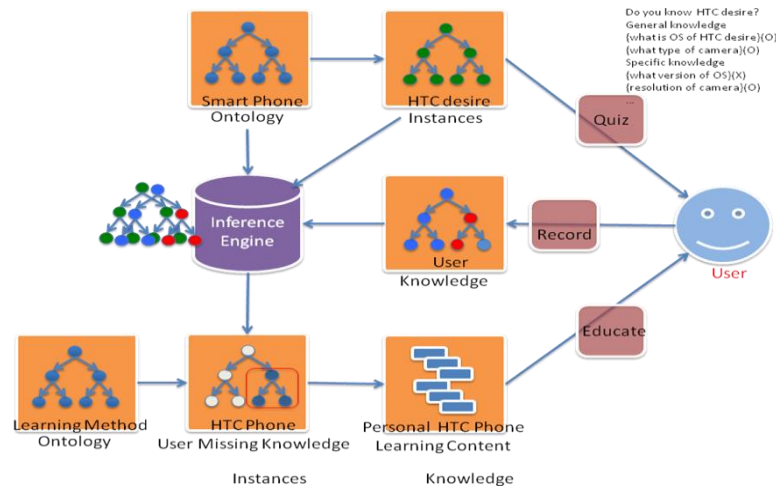 Do you know HTC desire?
General knowledge
{what is OS of HTC desire}(O)
{what type of camera}(O)
Specific knowledge
{what version of OS}(X)
{resolution of camera}(O)
...
Quiz
Smart Phone
Ontology
HTC desire
Instances
Inference
Engine
User
Knowledge
Record
User
Educate
Learning Method
Ontology
HTC Phone
User Missing Knowledge
Personal HTC Phone
Learning Content
Instances
Knowledge